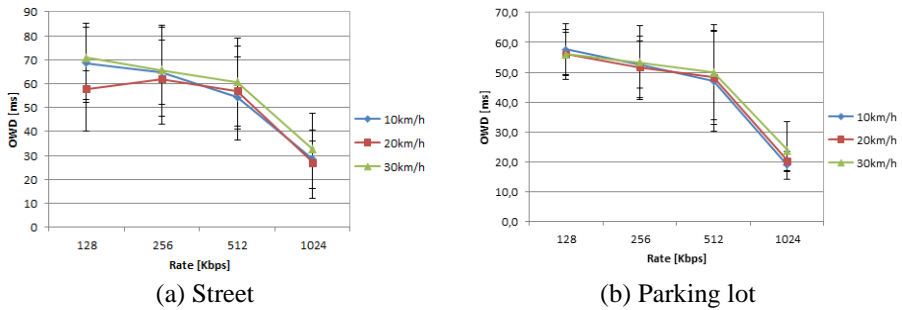 90
80
70
60
50
40
30
20
10
0
OWD [ms]
128 256 512 1024
Rate [Kbps]
10km/h
20km/h
30km/h
(a) Street
70,0
60,0
50,0
40,0
30,0
20,0
10,0
0,0
OWD [ms]
128 256 512 1024
Rate [Kbps]
10km/h
20km/h
30km/h
(b) Parking lot